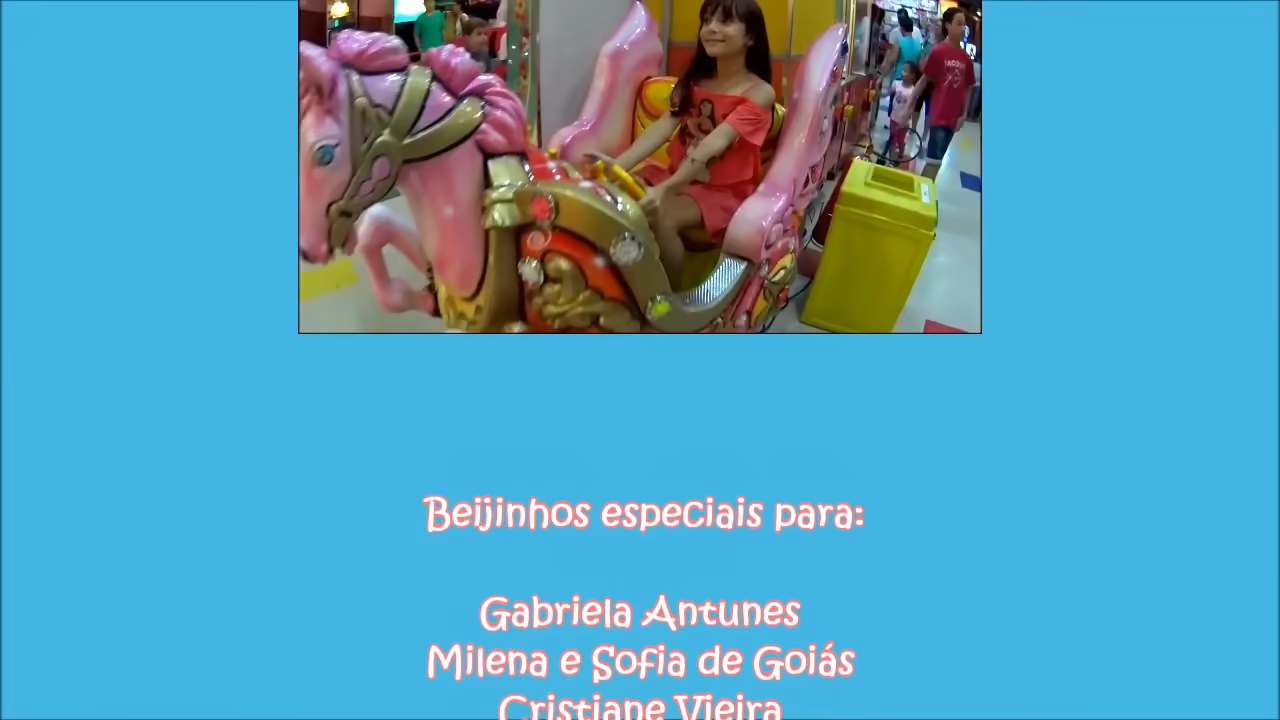 Beijinhos especiais para:
Gabriela Antunes
Milena e Sofia de Goiás
Cristiane Vieira